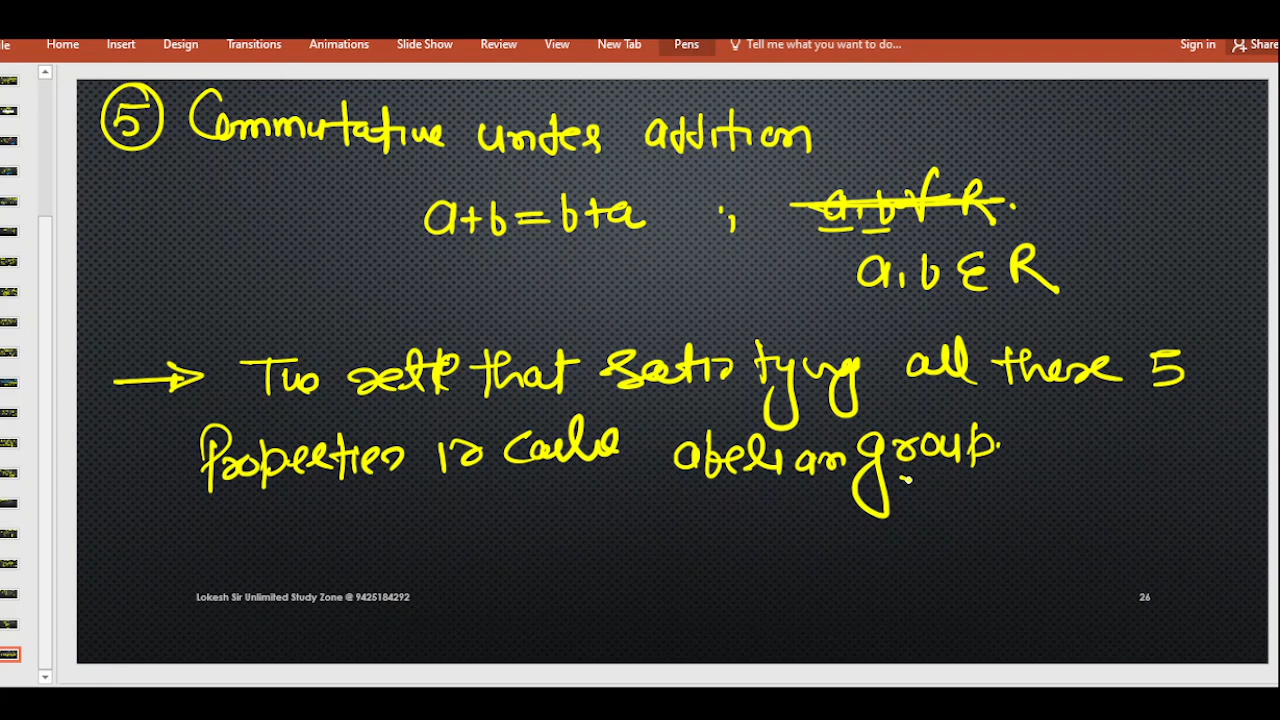 le Home Insert Design Transitions Animations Slide Show Review View New Tab Pens Tell me what you want to do... Sign in Share
5 Commutative under addition
a+b=b+a ; a,b ∀ R.
a,b ∈ R
→ Two sets that satisfying all these 5
Properties is called abelian group.
Lokesh Sir Unlimited Study Zone @ 9425184292 26